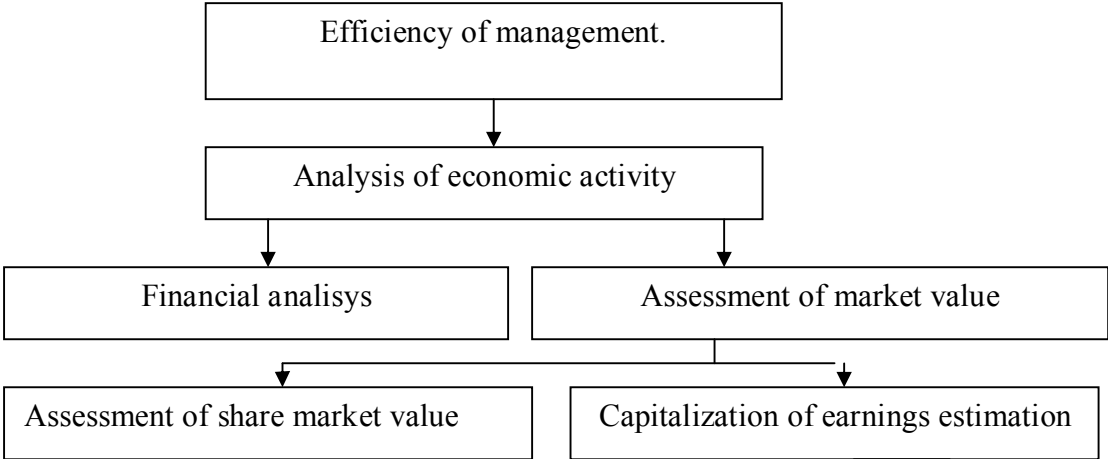 Efficiency of management.
Analysis of economic activity
Financial analisys
Assessment of market value
Assessment of share market value
Capitalization of earnings estimation